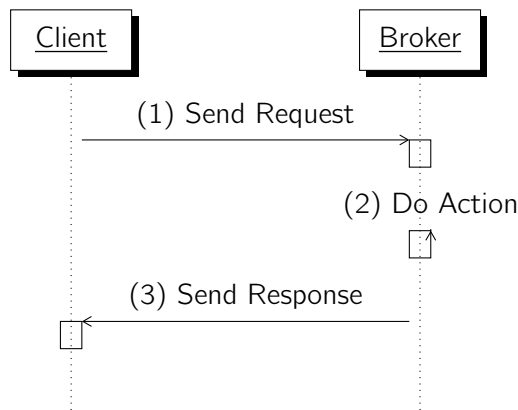 Client
Broker
(1) Send Request
(2) Do Action
(3) Send Response